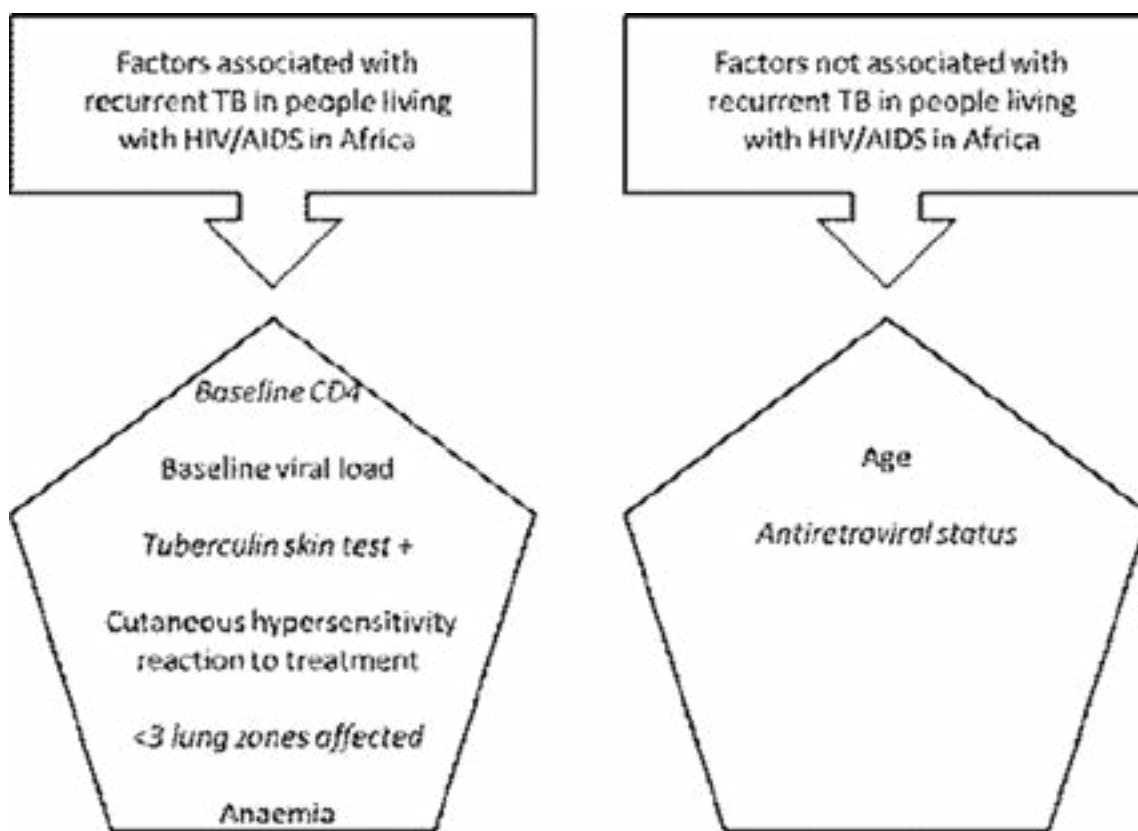 Factors associated with
recurrent TB in people living
with HIV/AIDS in Africa
Baseline CD4
Baseline viral load
Tuberculin skin test +
Cutaneous hypersensitivity
reaction to treatment
<3 lung zones affected
Anaemia
Factors not associated with
recurrent TB in people living
with HIV/AIDS in Africa
Age
Antiretroviral status